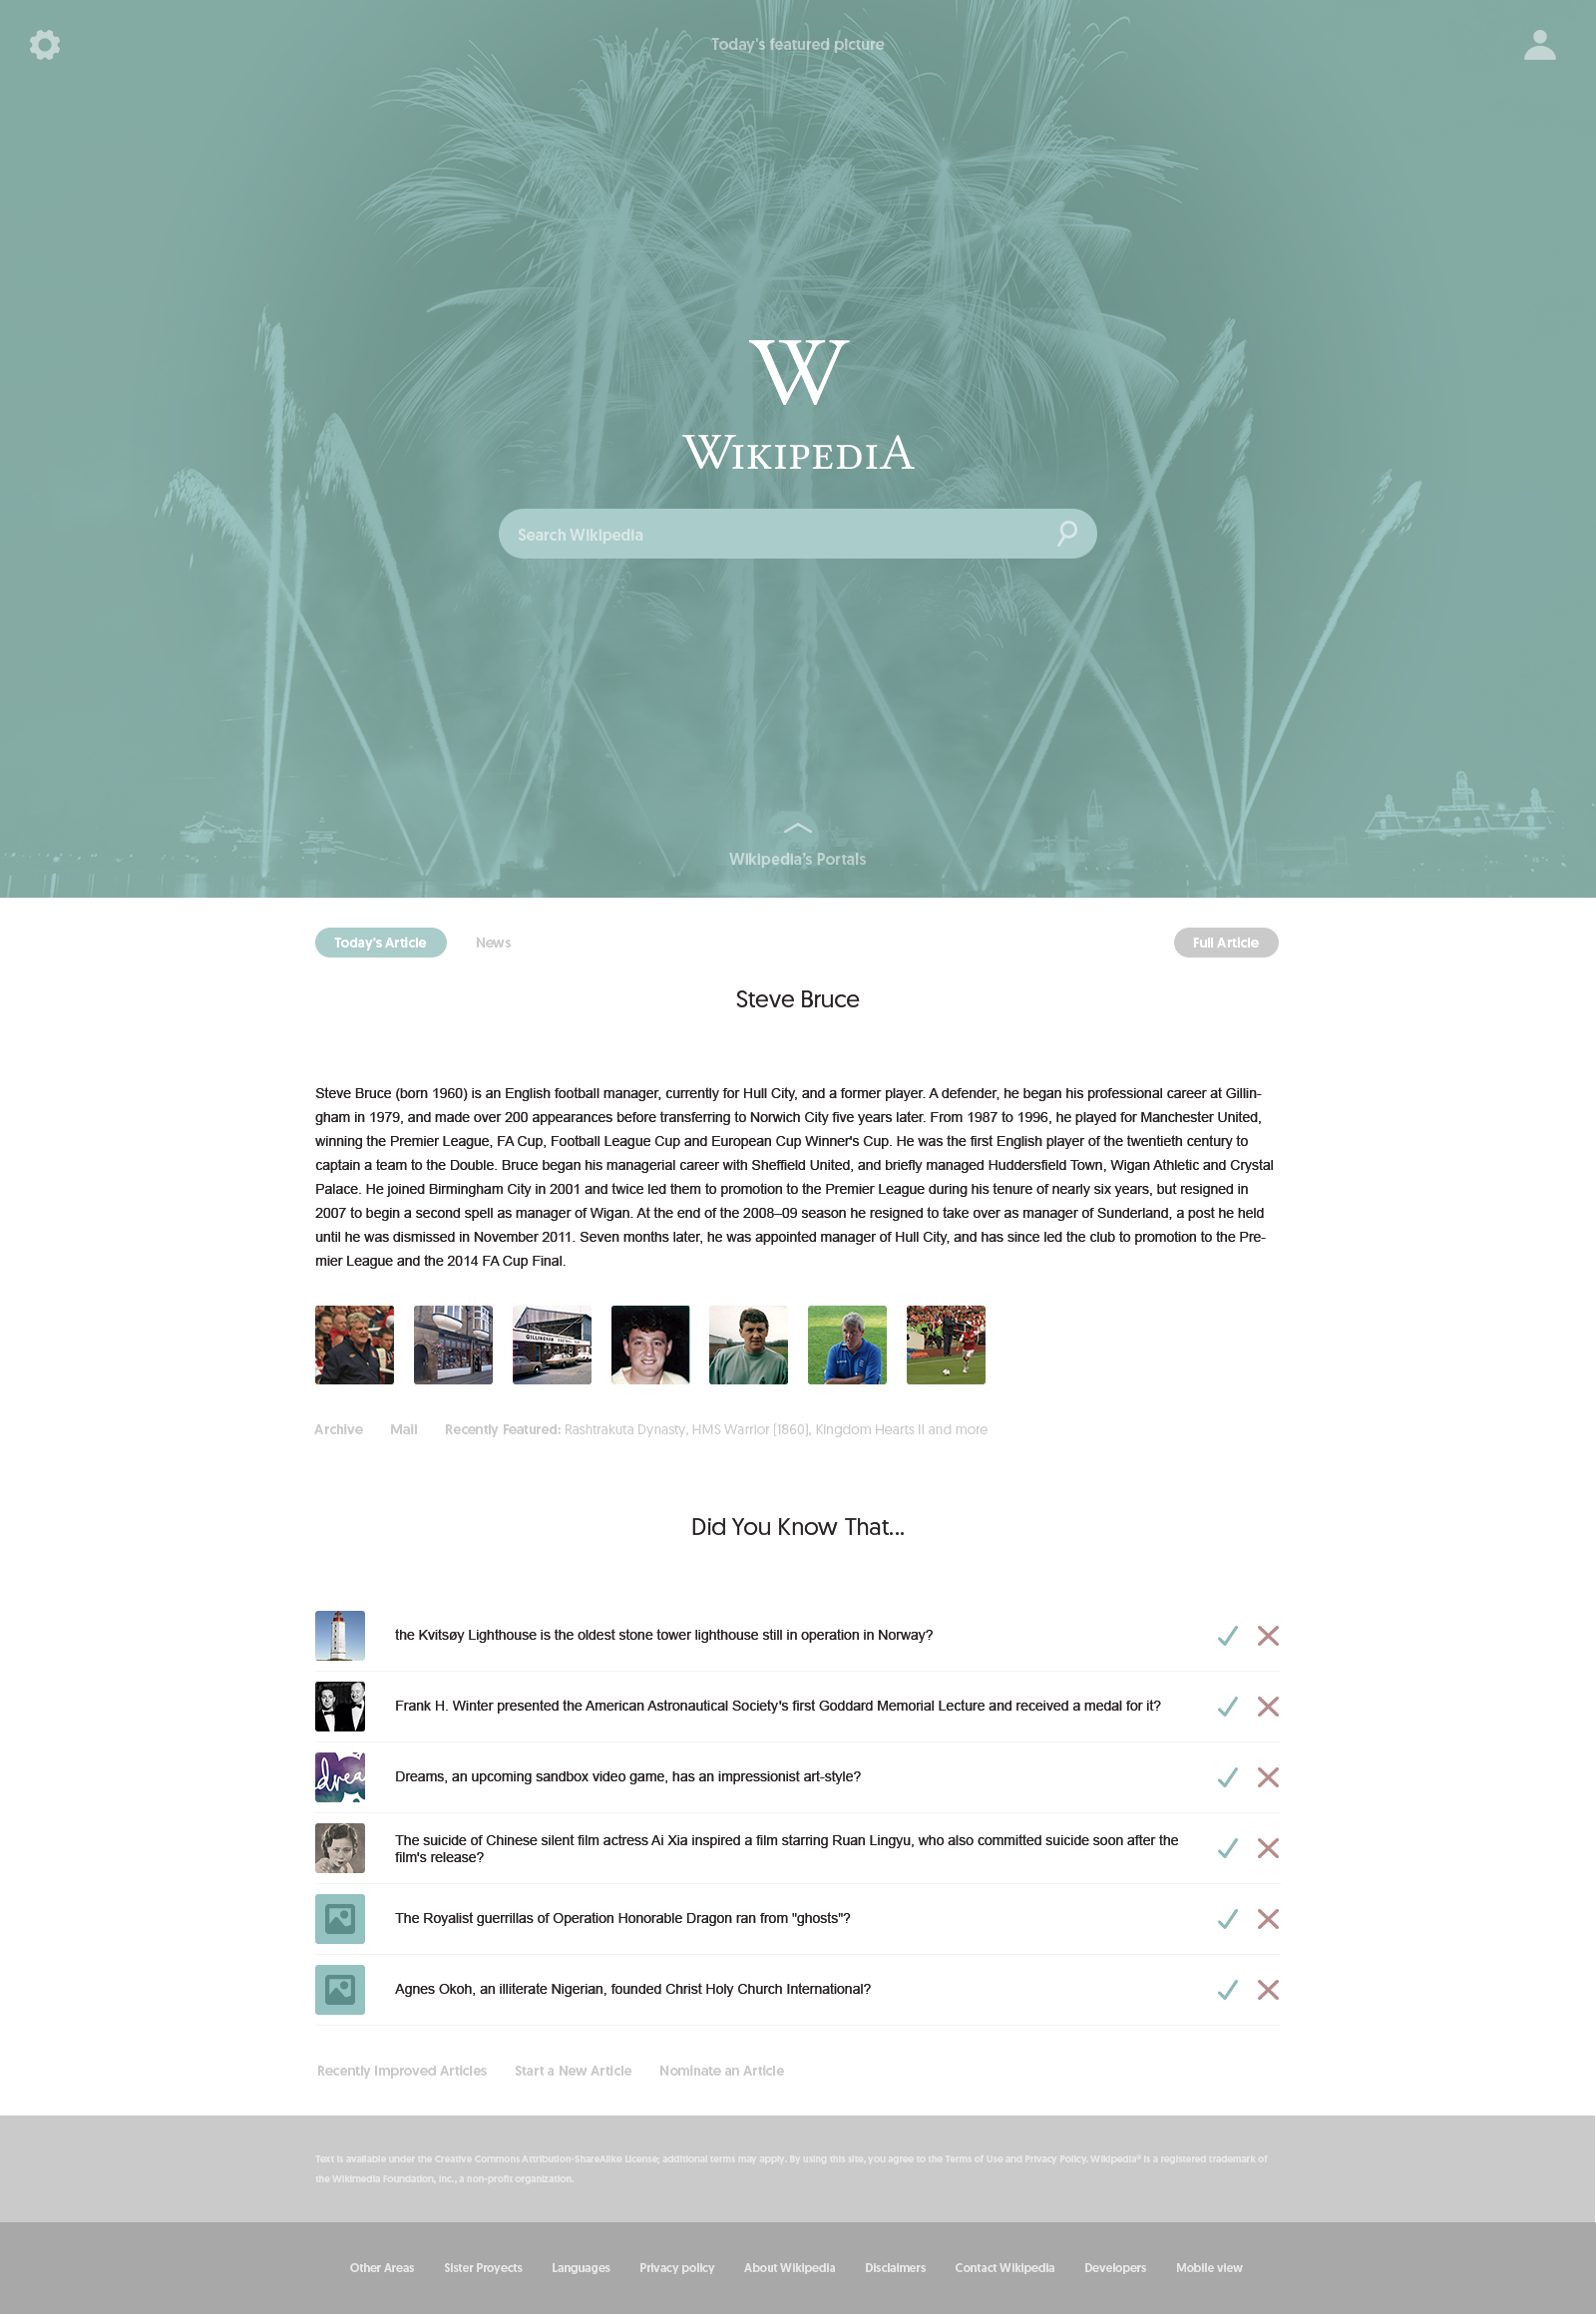 Today's featured picture
W
WIKIPEDIA
Search Wikipedia
Wikipedia's Portals
Today's Article
News
Full Article
Steve Bruce
Steve Bruce (born 1960) is an English football manager, currently for Hull City, and a former player. A defender, he began his professional career at Gillin-
gham in 1979, and made over 200 appearances before transferring to Norwich City five years later. From 1987 to 1996, he played for Manchester United,
winning the Premier League, FA Cup, Football League Cup and European Cup Winner's Cup. He was the first English player of the twentieth century to
captain a team to the Double. Bruce began his managerial career with Sheffield United, and briefly managed Huddersfield Town, Wigan Athletic and Crystal
Palace. He joined Birmingham City in 2001 and twice led them to promotion to the Premier League during his tenure of nearly six years, but resigned in
2007 to begin a second spell as manager of Wigan. At the end of the 2008–09 season he resigned to take over as manager of Sunderland, a post he held
until he was dismissed in November 2011. Seven months later, he was appointed manager of Hull City, and has since led the club to promotion to the Pre-
mier League and the 2014 FA Cup Final.
GILLINGHAM
Archive
Mail
Recently Featured: Rashtrakuta Dynasty, HMS Warrior (1860), Kingdom Hearts II and more
Did You Know That...
the Kvitsøy Lighthouse is the oldest stone tower lighthouse still in operation in Norway?
Frank H. Winter presented the American Astronautical Society's first Goddard Memorial Lecture and received a medal for it?
drea
Dreams, an upcoming sandbox video game, has an impressionist art-style?
The suicide of Chinese silent film actress Ai Xia inspired a film starring Ruan Lingyu, who also committed suicide soon after the
film's release?
The Royalist guerrillas of Operation Honorable Dragon ran from "ghosts"?
Agnes Okoh, an illiterate Nigerian, founded Christ Holy Church International?
Recently Improved Articles
Start a New Article
Nominate an Article
Text is available under the Creative Commons Attribution-ShareAlike License; additional terms may apply. By using this site, you agree to the Terms of Use and Privacy Policy. Wikipedia® is a registered trademark of
the Wikimedia Foundation, Inc., a non-profit organization.
Other Areas
Sister Proyects
Languages
Privacy policy
About Wikipedia
Disclaimers
Contact Wikipedia
Developers
Mobile view